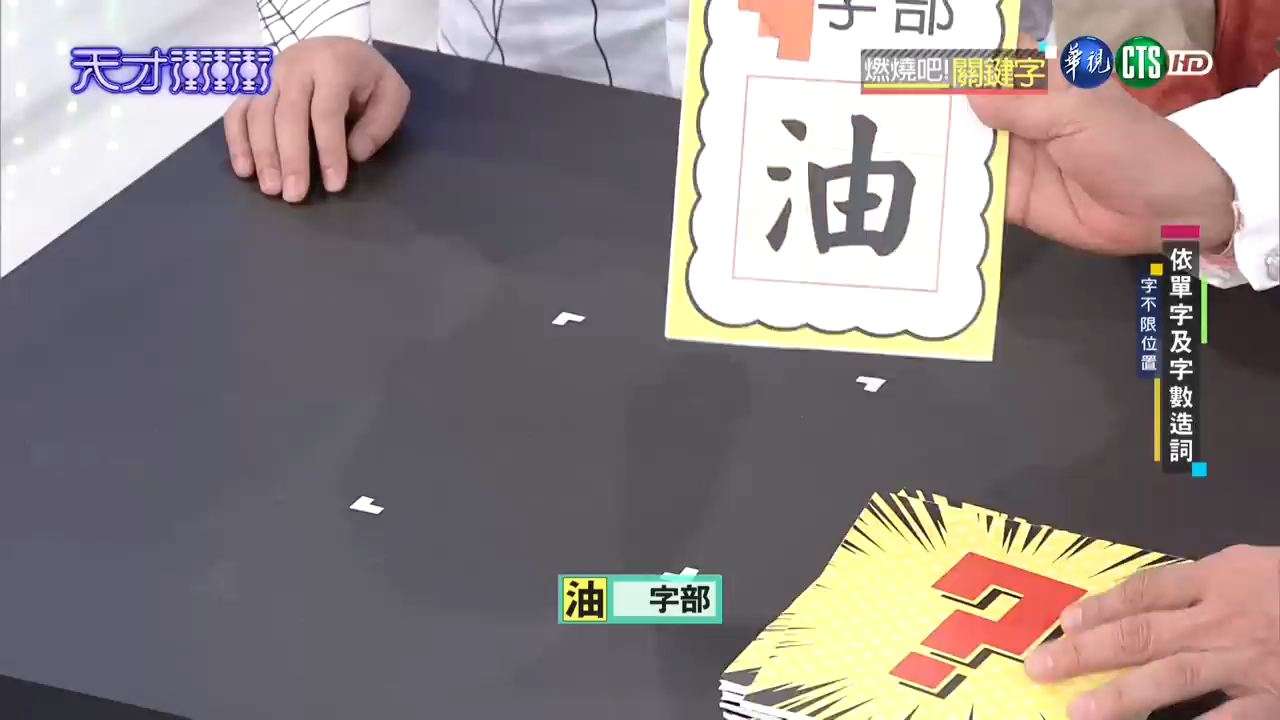 天才衝衝衝
字部
燃燒吧!關鍵字
華視 CTS HD
油
依單字及字數造詞
字不限位置
油 字部
?